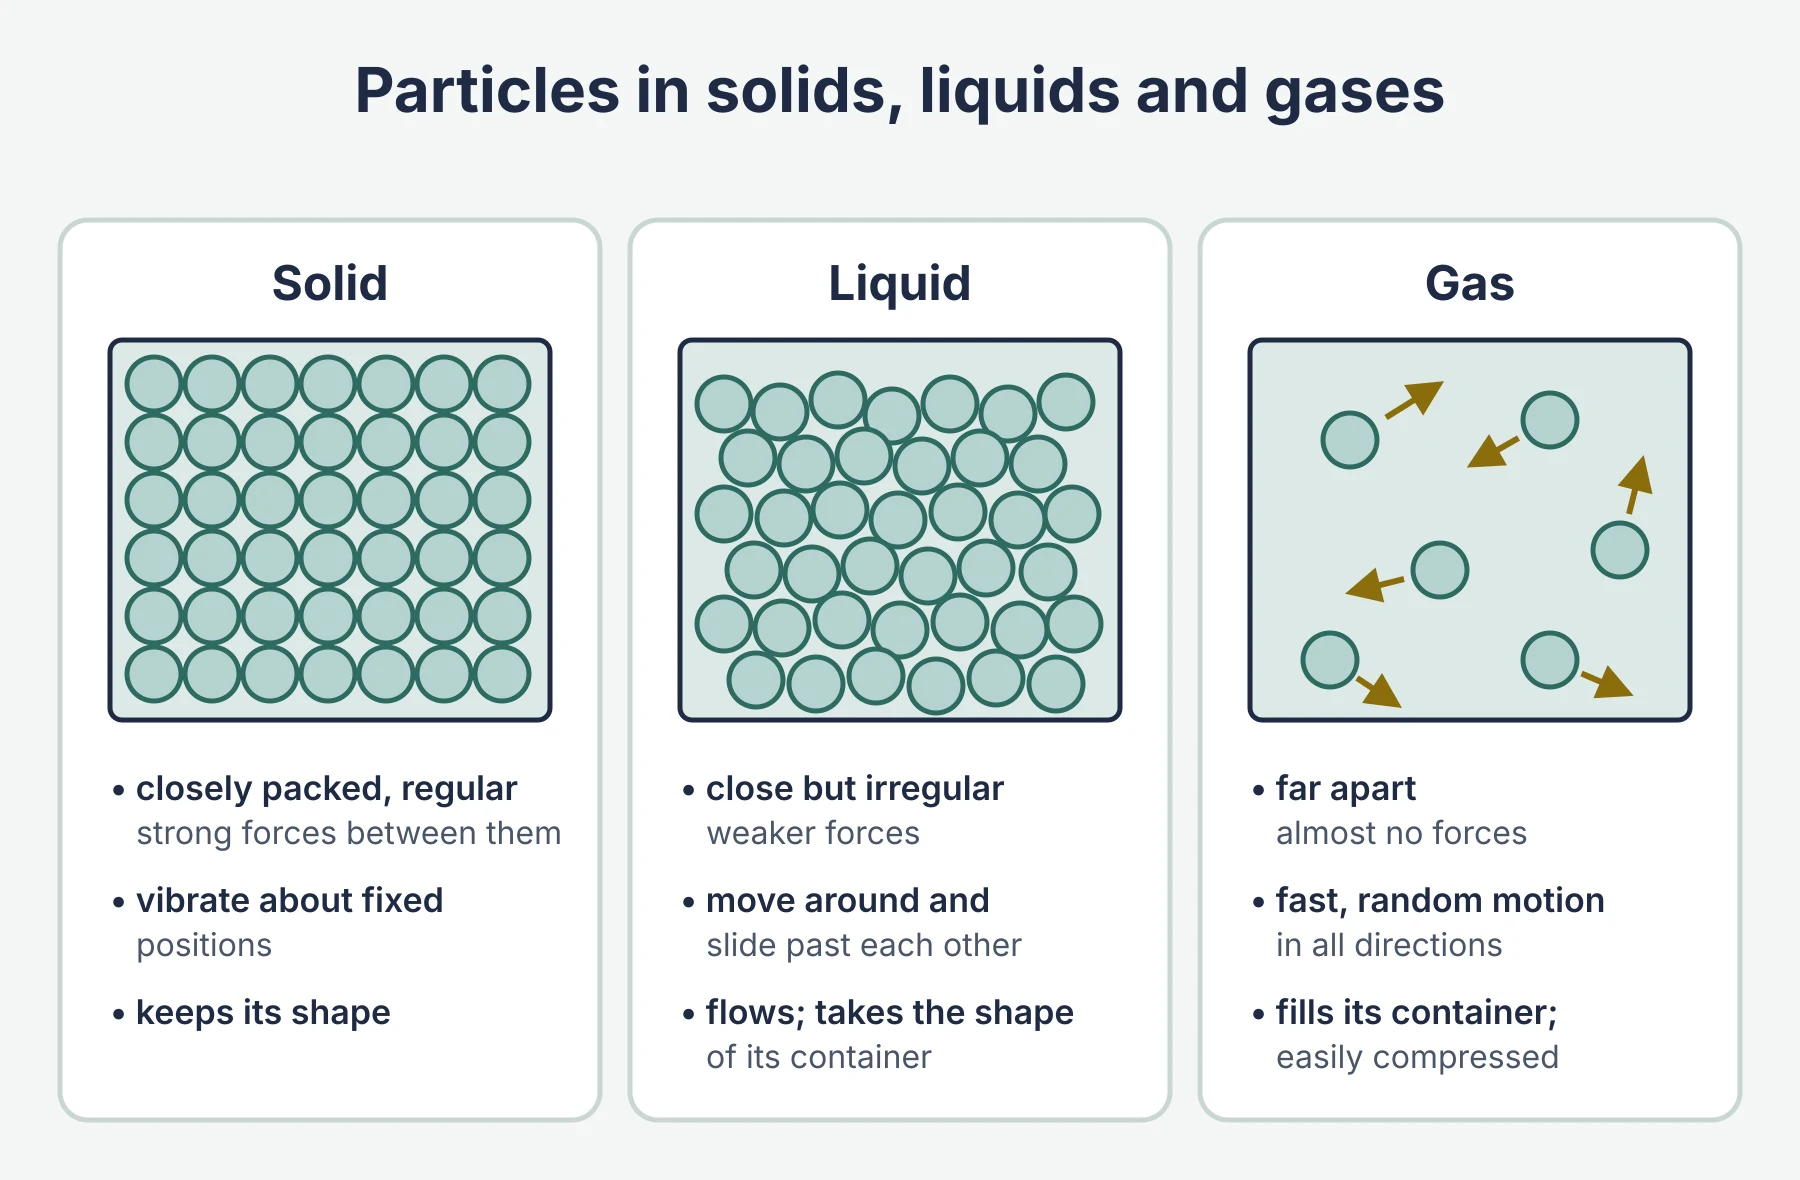 Particles in solids, liquids and gases
Solid
• closely packed, regular
strong forces between them
• vibrate about fixed
positions
• keeps its shape
Liquid
• close but irregular
weaker forces
• move around and
slide past each other
• flows; takes the shape
of its container
Gas
• far apart
almost no forces
• fast, random motion
in all directions
• fills its container;
easily compressed